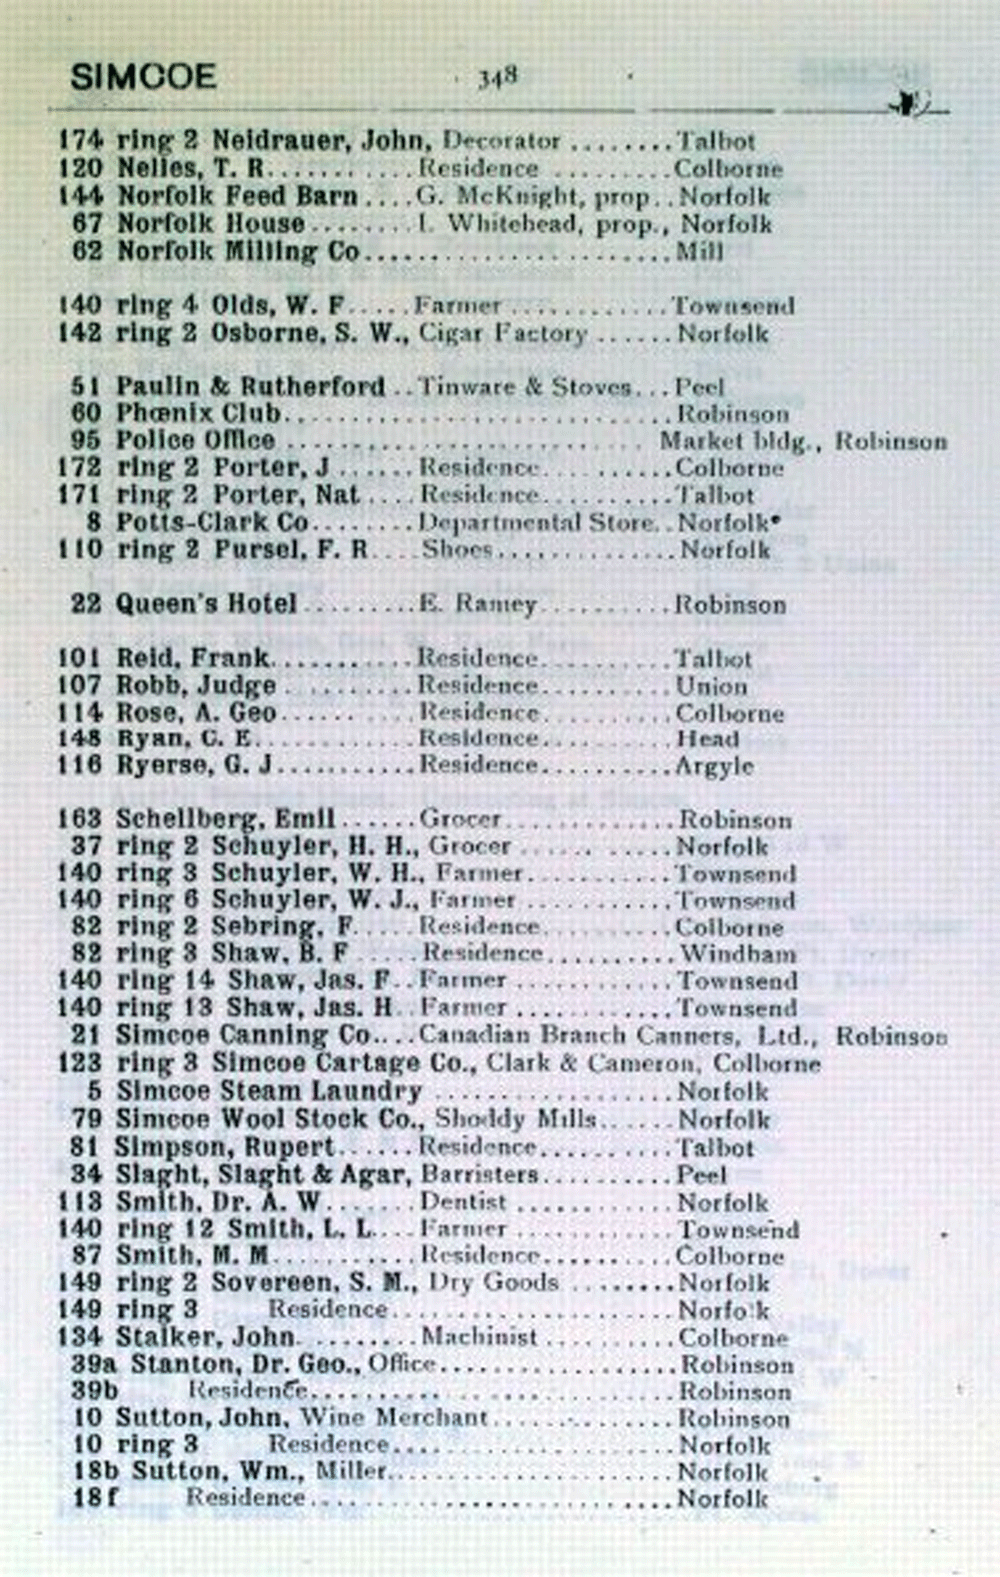 SIMCOE 348
174 ring 2 Neidrauer, John, Decorator ........Talbot
120 Nelles, T. R............Residence .........Colborne
144 Norfolk Feed Barn ....G. McKnight, prop..Norfolk
67 Norfolk House........I. Whitehead, prop., Norfolk
62 Norfolk Milling Co.......................Mill
140 ring 4 Olds, W. F.....Farmer............Townsend
142 ring 2 Osborne, S. W., Cigar Factory ......Norfolk
51 Paulin & Rutherford ..Tinware & Stoves...Peel
60 Phœnix Club.............................Robinson
95 Police Office .......................... Market bldg., Robinson
172 ring 2 Porter, J ......Residence..........Colborne
171 ring 2 Porter, Nat ....Residence..........Talbot
8 Potts-Clark Co........Departmental Store..Norfolk
110 ring 2 Pursel, F. R....Shoes..............Norfolk
22 Queen's Hotel.........E. Ramey..........Robinson
101 Reid, Frank...........Residence..........Talbot
107 Robb, Judge ..........Residence..........Union
114 Rose, A. Geo..........Residence..........Colborne
148 Ryan, C. E............Residence..........Head
116 Ryerse, G. J...........Residence..........Argyle
163 Schellberg, Emil......Grocer.............Robinson
37 ring 2 Schuyler, H. H., Grocer ...... ......Norfolk
140 ring 3 Schuyler, W. H., Farmer...........Townsend
140 ring 6 Schuyler, W. J., Farmer ...........Townsend
82 ring 2 Sebring, F.....Residence..........Colborne
82 ring 3 Shaw, B. F.....Residence..........Windham
140 ring 14 Shaw, Jas. F..Farmer ............Townsend
140 ring 13 Shaw, Jas. H..Farmer ............Townsend
21 Simcoe Canning Co....Canadian Branch Canners, Ltd., Robinson
123 ring 3 Simcoe Cartage Co., Clark & Cameron, Colborne
5 Simcoe Steam Laundry ...................Norfolk
79 Simcoe Wool Stock Co., Shoddy Mills......Norfolk
81 Simpson, Rupert......Residence..........Talbot
34 Slaght, Slaght & Agar, Barristers..........Peel
113 Smith, Dr. A. W.......Dentist ............Norfolk
140 ring 12 Smith, L. L....Farmer ............Townsend
87 Smith, M. M...........Residence..........Colborne
149 ring 2 Sovereen, S. M., Dry Goods ........Norfolk
149 ring 3 Residence......................Norfolk
134 Stalker, John.........Machinist..........Colborne
39a Stanton, Dr. Geo., Office..................Robinson
39b Residence............................Robinson
10 Sutton, John, Wine Merchant..............Robinson
10 ring 3 Residence......................Norfolk
18b Sutton, Wm., Miller......................Norfolk
18f Residence............................Norfolk